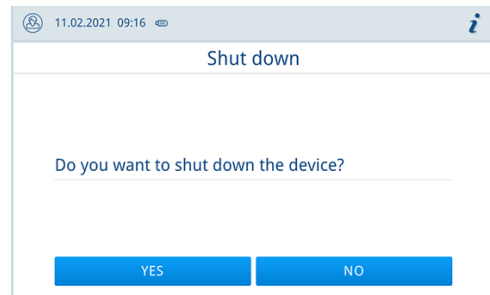 11.02.2021 09:16
i
Shut down
Do you want to shut down the device?
YES NO